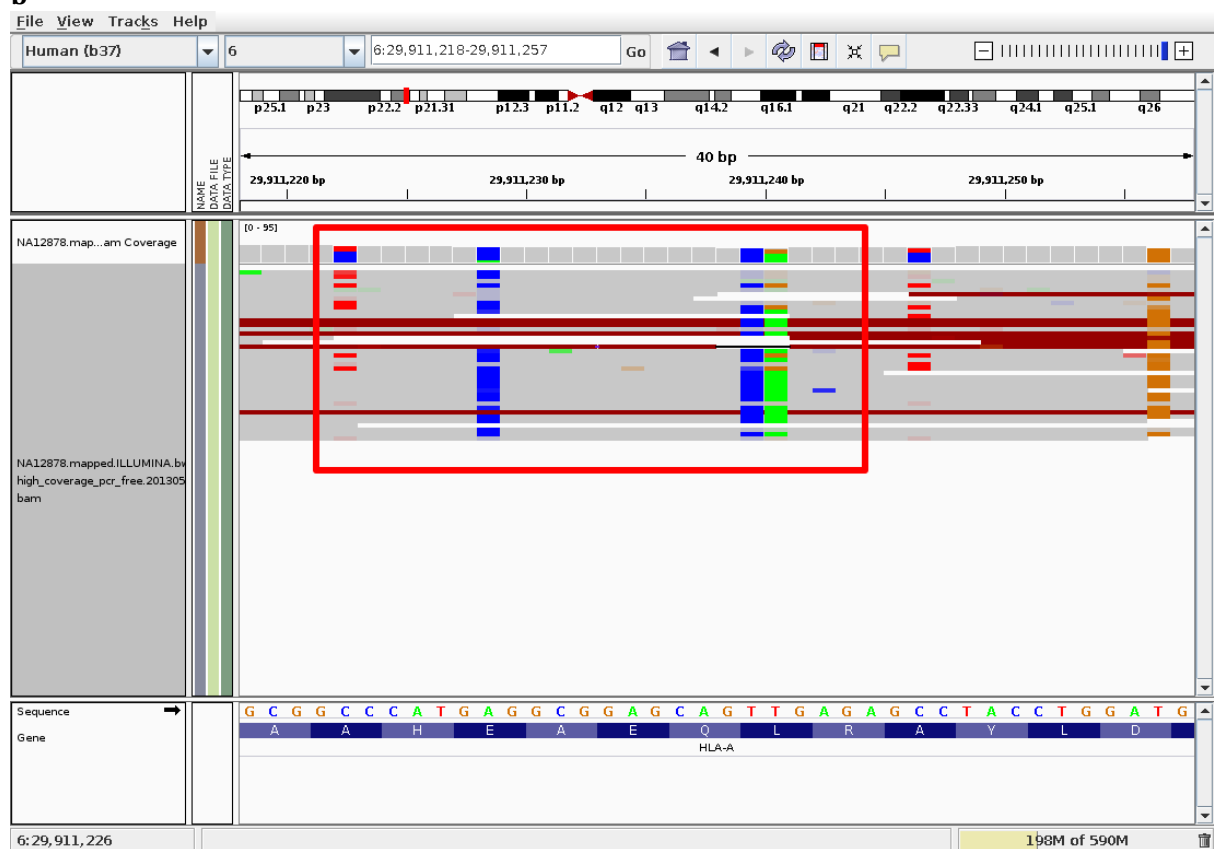 b
File View Tracks Help
Human (b37) 6 6:29,911,218-29,911,257 Go
p25.1 p23 p22.2 p21.31 p12.3 p11.2 q12 q13 q14.2 q16.1 q21 q22.2 q22.33 q24.1 q25.1 q26
40 bp
29,911,220 bp 29,911,230 bp 29,911,240 bp 29,911,250 bp
NAME
DATA FILE
DATA TYPE
[0 - 95]
NA12878.map...am Coverage
NA12878.mapped.ILLUMINA.bw
high_coverage_pcr_free.201305
bam
Sequence G C G G C C C A T G A G G C G G A G C A G T T G A G A G C C T A C C T G G A T G
Gene A A H E A E Q L R A Y L D
HLA-A
6:29,911,226 198M of 590M